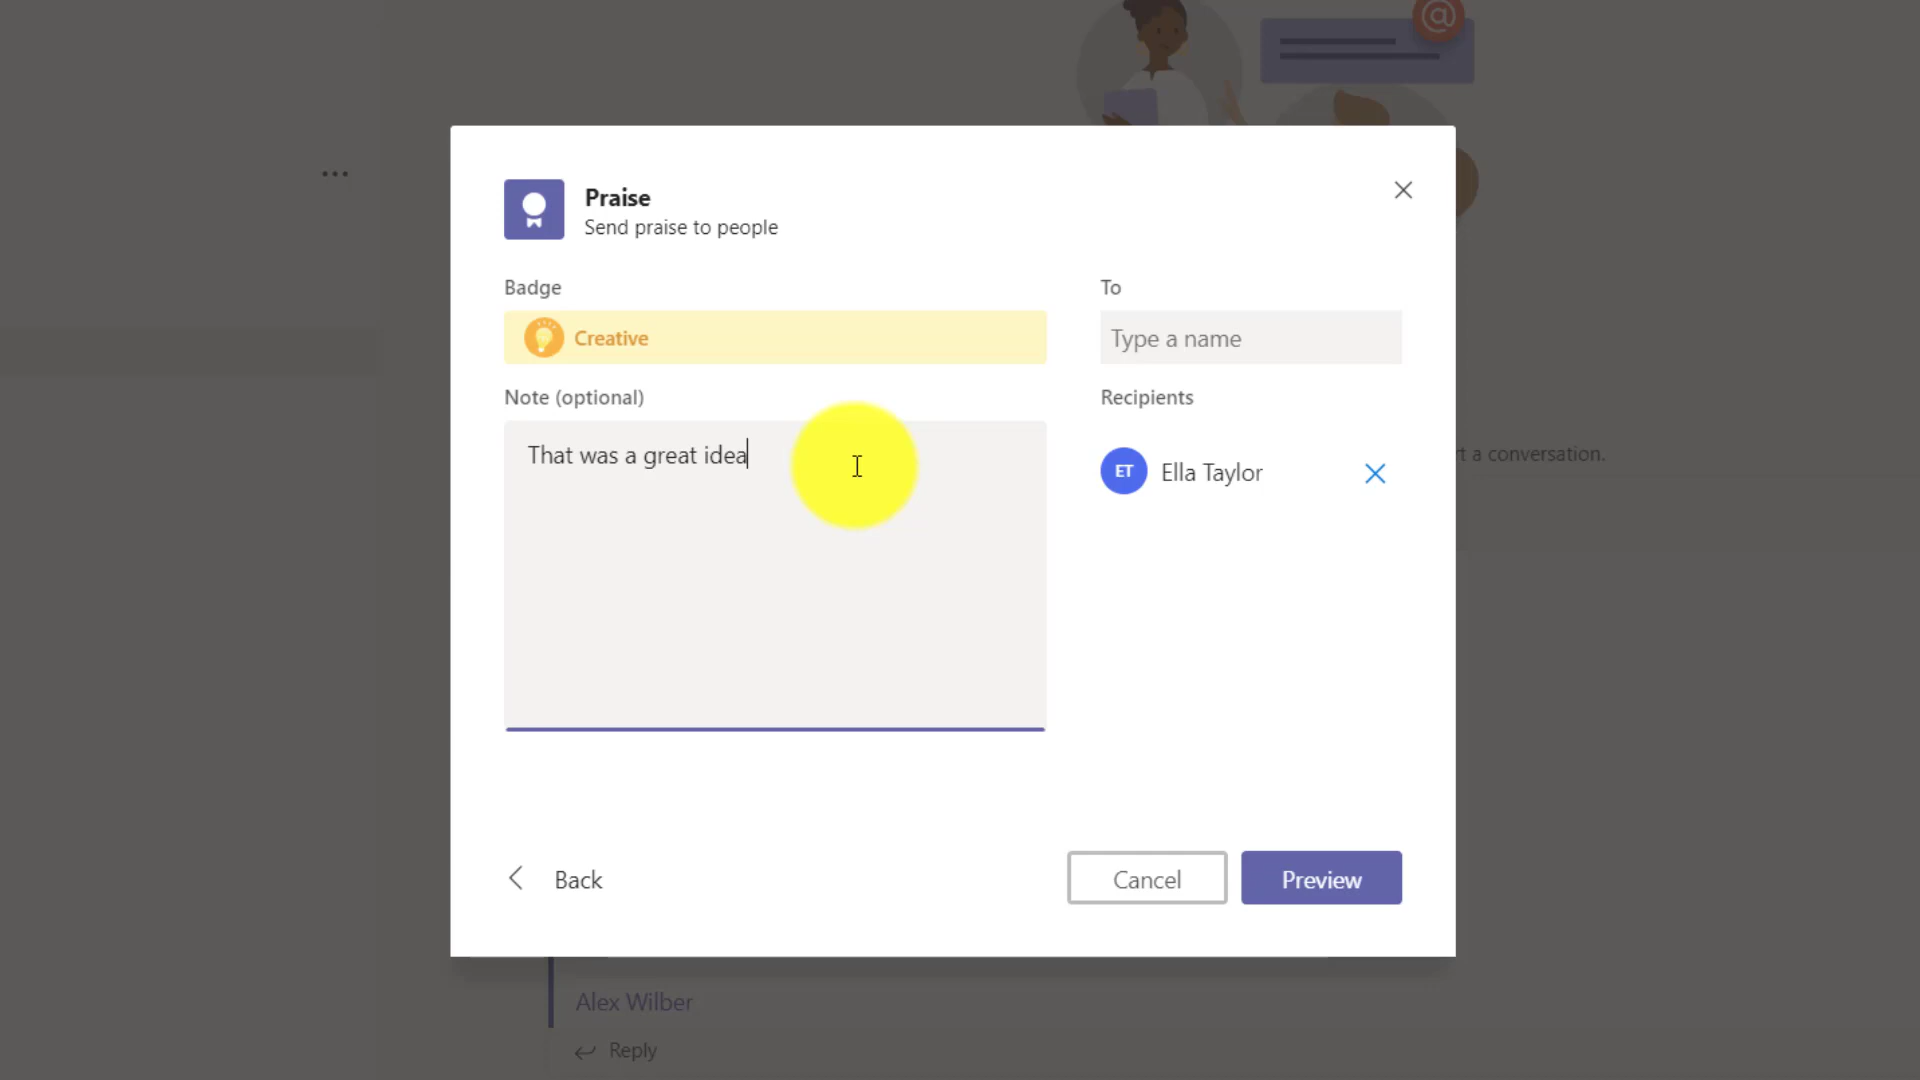 @
Praise
Send praise to people
Badge
To
Creative
Type a name
Note (optional)
Recipients
That was a great idea
ET
Ella Taylor
a conversation.
Back
Cancel
Preview
Alex Wilber
Reply